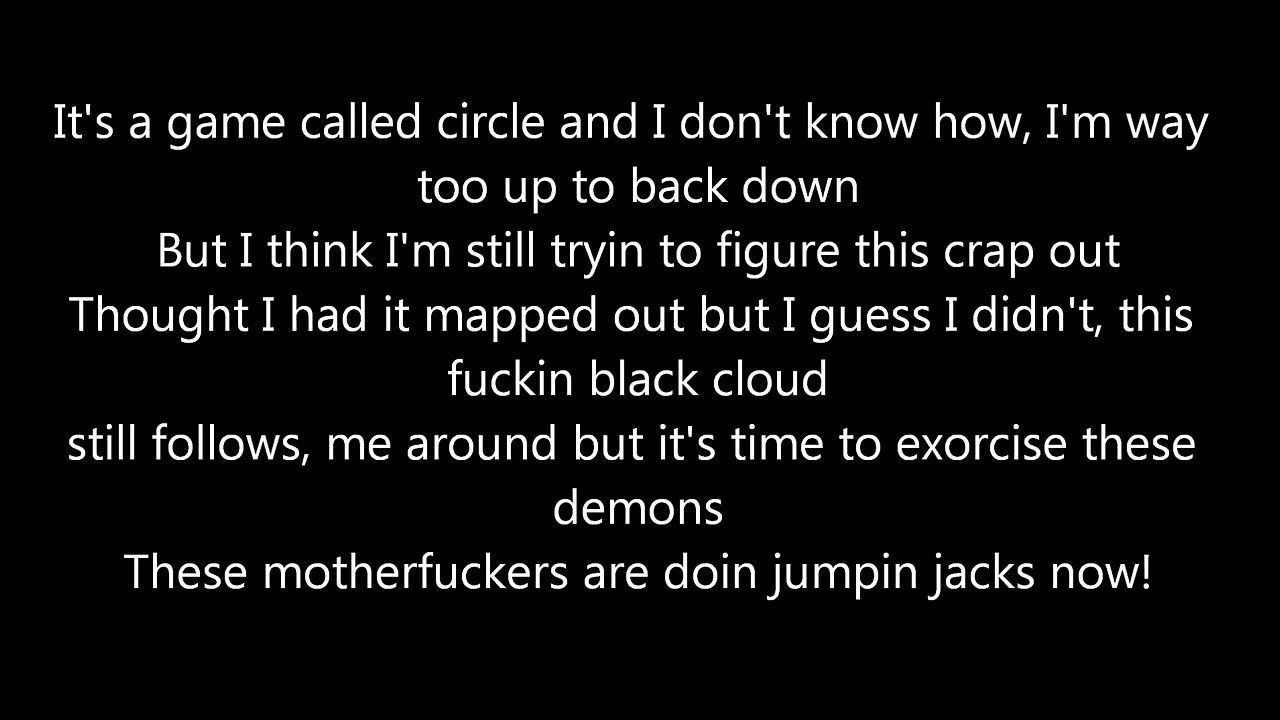 It's a game called circle and I don't know how, I'm way
too up to back down
But I think I'm still tryin to figure this crap out
Thought I had it mapped out but I guess I didn't, this
fuckin black cloud
still follows, me around but it's time to exorcise these
demons
These motherfuckers are doin jumpin jacks now!